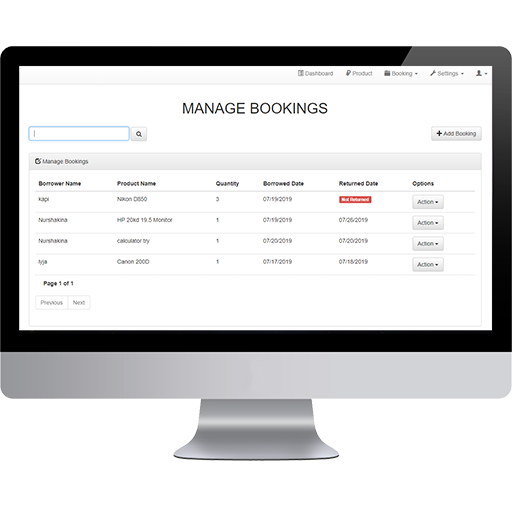 Dashboard Product Booking Settings
MANAGE BOOKINGS
Add Booking
Manage Bookings
Borrower Name Product Name Quantity Borrowed Date Returned Date Options
kapi Nikon D850 3 07/19/2019 Not Returned Action
Nurshakina HP 20kd 19.5 Monitor 1 07/19/2019 07/25/2019 Action
Nurshakina calculator try 1 07/20/2019 07/20/2019 Action
tyja Canon 200D 1 07/17/2019 07/18/2019 Action
Page 1 of 1
Previous Next